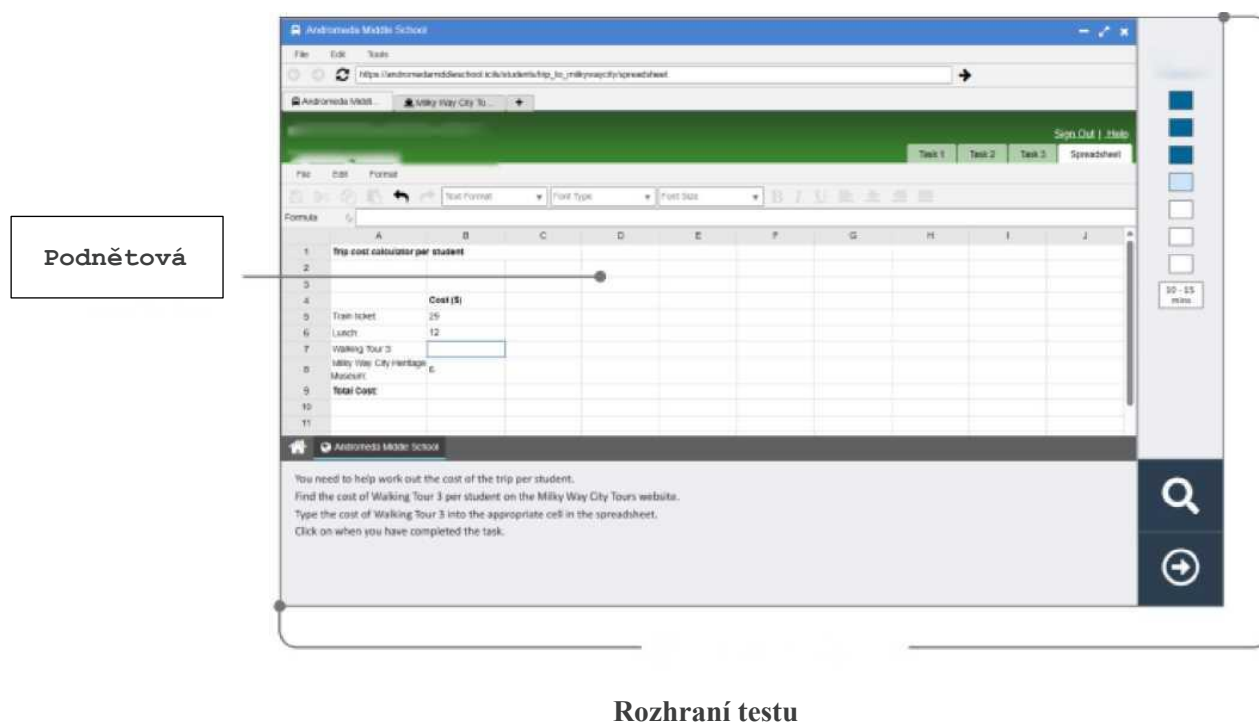 Andromeda Middle School
File Edit Tools
https://andromedamiddleschool.icils/students/trip_to_milkywaycity/spreadsheet
Andromeda Middl... Milky Way City To... +
Sign Out | Help
Task 1 Task 2 Task 3 Spreadsheet
File Edit Format
Text Format Font Type Font Size B I U
Formula fx
A B C D E F G H I J
1 Trip cost calculator per student
2
3
4 Cost ($)
5 Train ticket 29
6 Lunch 12
7 Walking Tour 3
8 Milky Way City Heritage Museum 6
9 Total Cost
10
11
Andromeda Middle School
You need to help work out the cost of the trip per student.
Find the cost of Walking Tour 3 per student on the Milky Way City Tours website.
Type the cost of Walking Tour 3 into the appropriate cell in the spreadsheet.
Click on when you have completed the task.
10 - 15
mins
Podnětová
Rozhraní testu